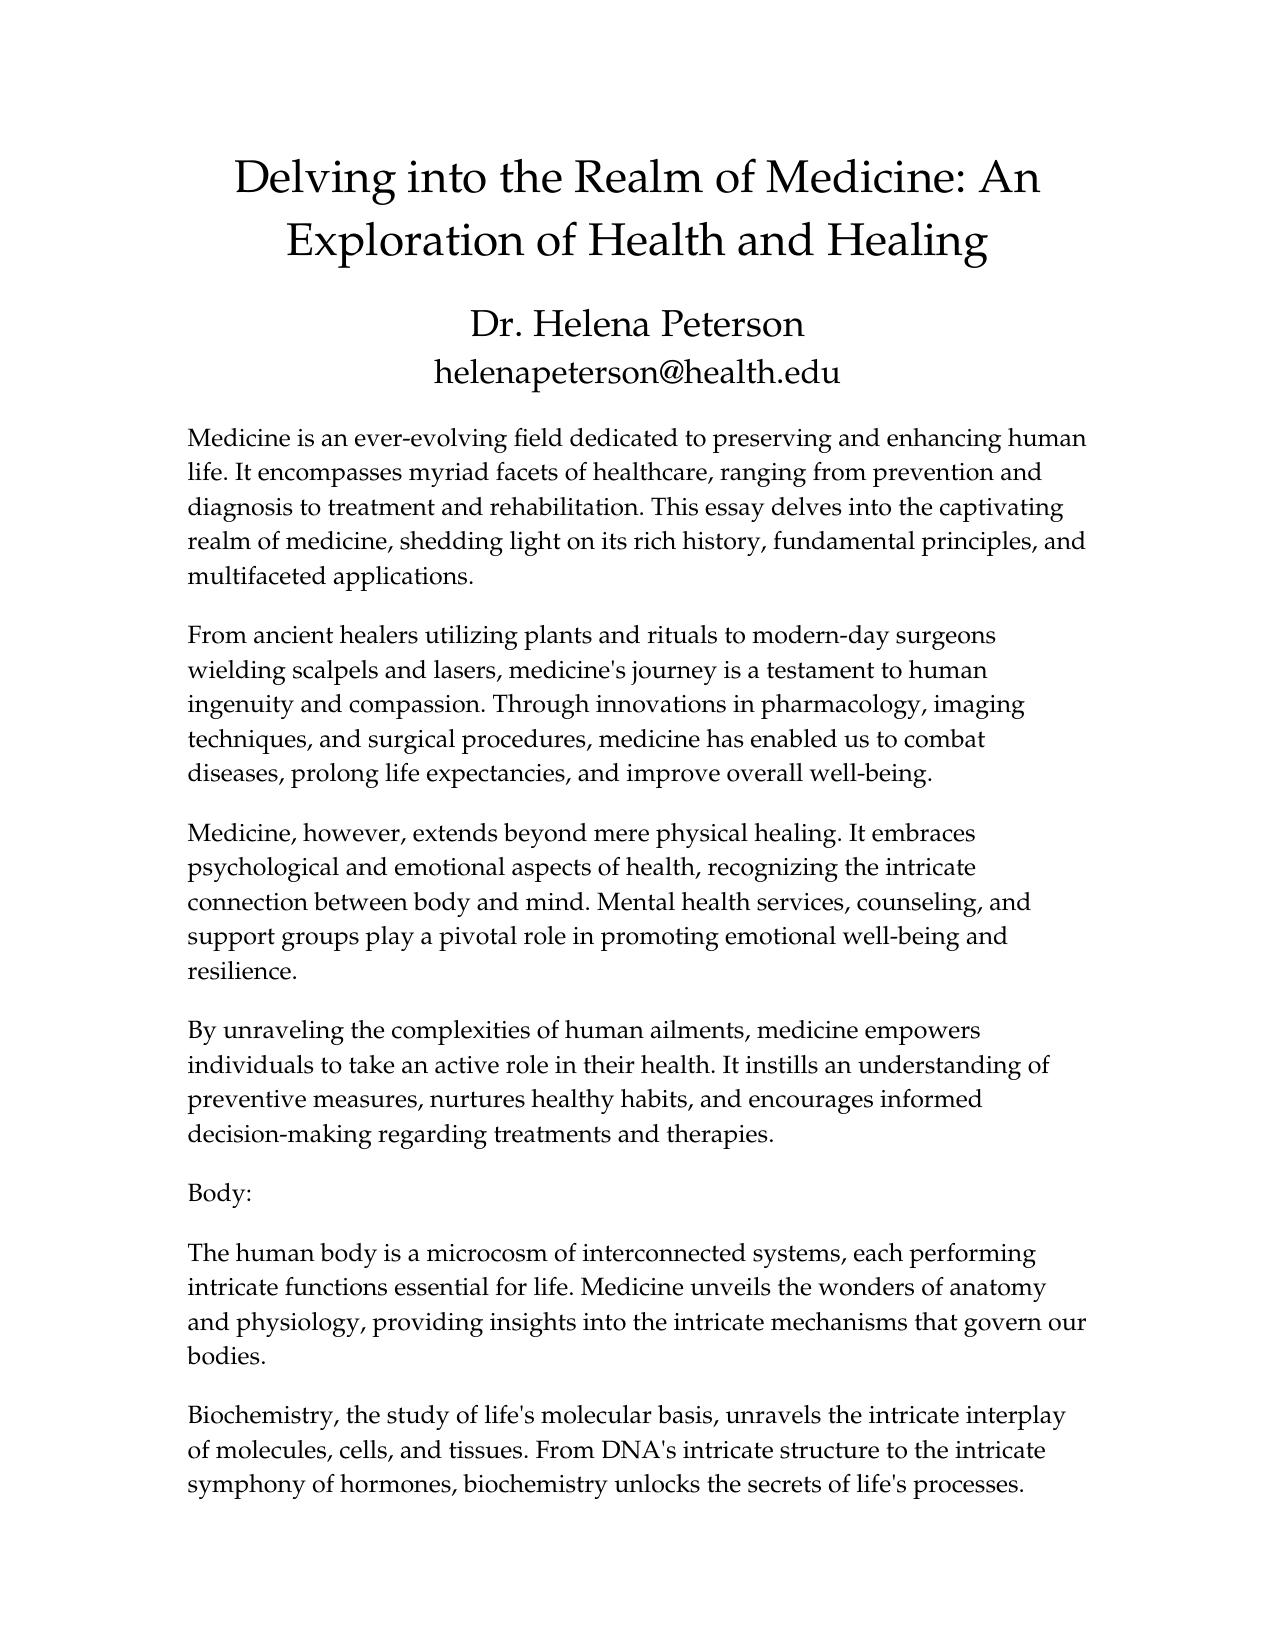 Delving into the Realm of Medicine: An
Exploration of Health and Healing
Dr. Helena Peterson
helenapeterson@health.edu
Medicine is an ever-evolving field dedicated to preserving and enhancing human
life. It encompasses myriad facets of healthcare, ranging from prevention and
diagnosis to treatment and rehabilitation. This essay delves into the captivating
realm of medicine, shedding light on its rich history, fundamental principles, and
multifaceted applications.
From ancient healers utilizing plants and rituals to modern-day surgeons
wielding scalpels and lasers, medicine's journey is a testament to human
ingenuity and compassion. Through innovations in pharmacology, imaging
techniques, and surgical procedures, medicine has enabled us to combat
diseases, prolong life expectancies, and improve overall well-being.
Medicine, however, extends beyond mere physical healing. It embraces
psychological and emotional aspects of health, recognizing the intricate
connection between body and mind. Mental health services, counseling, and
support groups play a pivotal role in promoting emotional well-being and
resilience.
By unraveling the complexities of human ailments, medicine empowers
individuals to take an active role in their health. It instills an understanding of
preventive measures, nurtures healthy habits, and encourages informed
decision-making regarding treatments and therapies.
Body:
The human body is a microcosm of interconnected systems, each performing
intricate functions essential for life. Medicine unveils the wonders of anatomy
and physiology, providing insights into the intricate mechanisms that govern our
bodies.
Biochemistry, the study of life's molecular basis, unravels the intricate interplay
of molecules, cells, and tissues. From DNA's intricate structure to the intricate
symphony of hormones, biochemistry unlocks the secrets of life's processes.